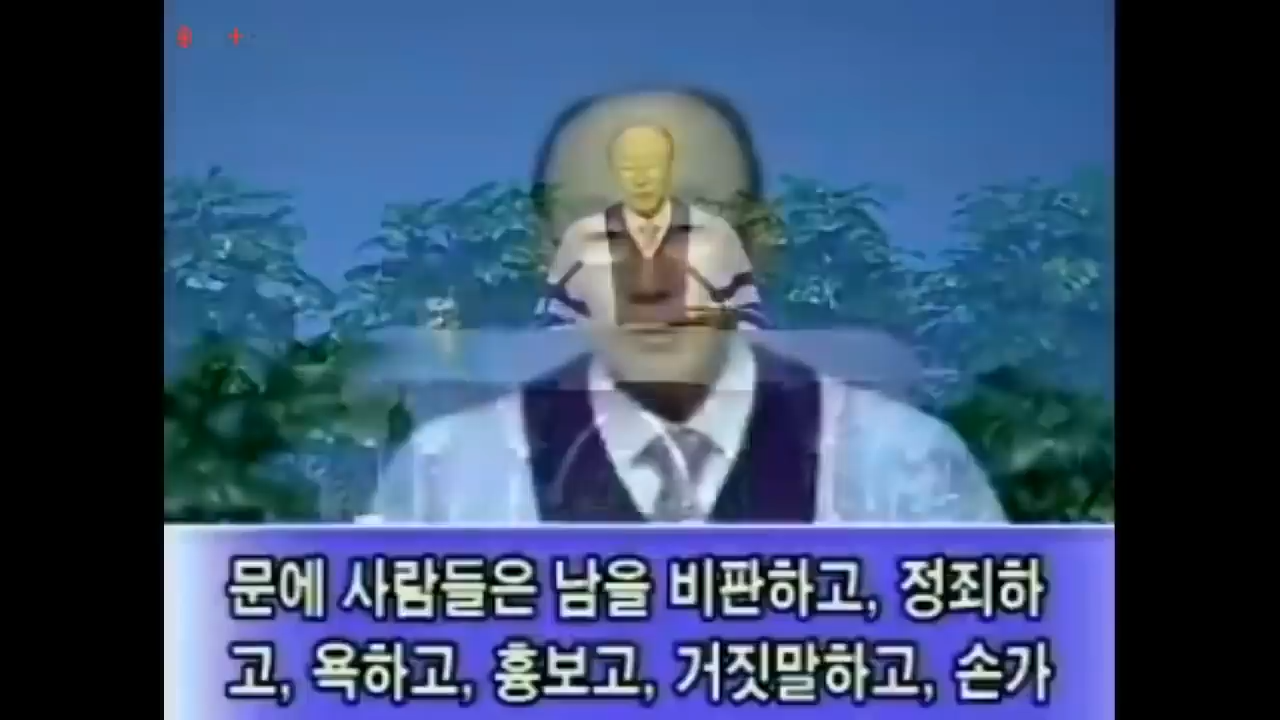 문에 사람들은 남을 비판하고, 정죄하
고, 욕하고, 흉보고, 거짓말하고, 손가